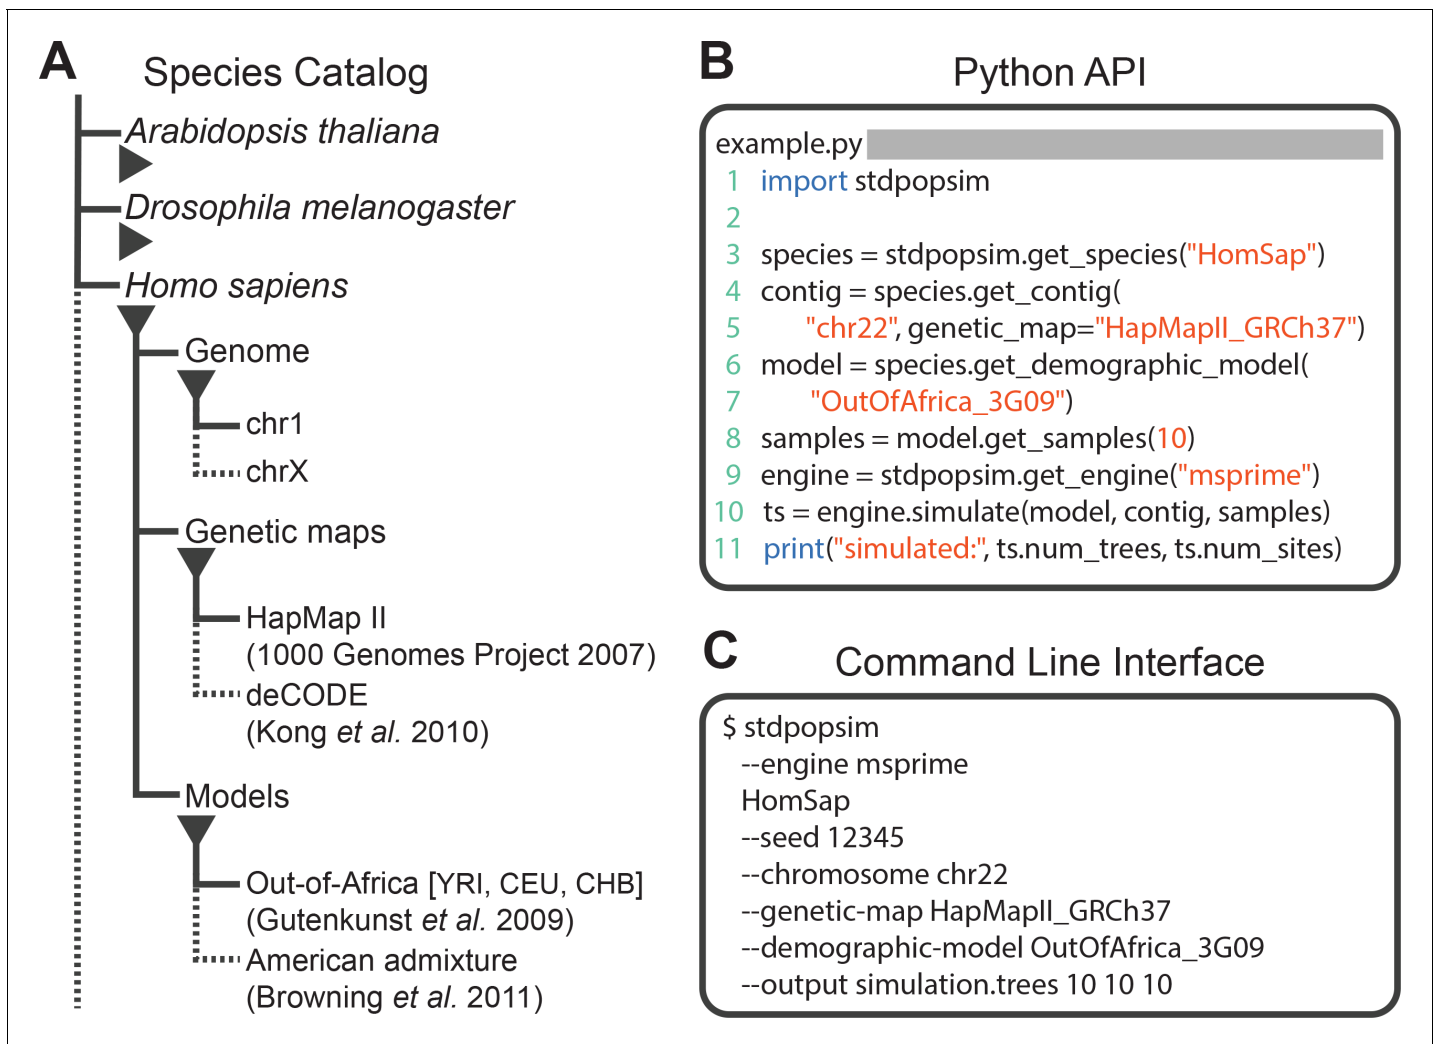 A
Species Catalog
Arabidopsis thaliana
Drosophila melanogaster
Homo sapiens
Genome
chr1
chrX
Genetic maps
HapMap II
(1000 Genomes Project 2007)
deCODE
(Kong et al. 2010)
Models
Out-of-Africa [YRI, CEU, CHB]
(Gutenkunst et al. 2009)
American admixture
(Browning et al. 2011)
B
Python API
example.py
1 import stdpopsim
2
3 species = stdpopsim.get_species("HomSap")
4 contig = species.get_contig(
5 "chr22", genetic_map="HapMapII_GRCh37")
6 model = species.get_demographic_model(
7 "OutOfAfrica_3G09")
8 samples = model.get_samples(10)
9 engine = stdpopsim.get_engine("msprime")
10 ts = engine.simulate(model, contig, samples)
11 print("simulated:", ts.num_trees, ts.num_sites)
C
Command Line Interface
$ stdpopsim
--engine msprime
HomSap
--seed 12345
--chromosome chr22
--genetic-map HapMapII_GRCh37
--demographic-model OutOfAfrica_3G09
--output simulation.trees 10 10 10